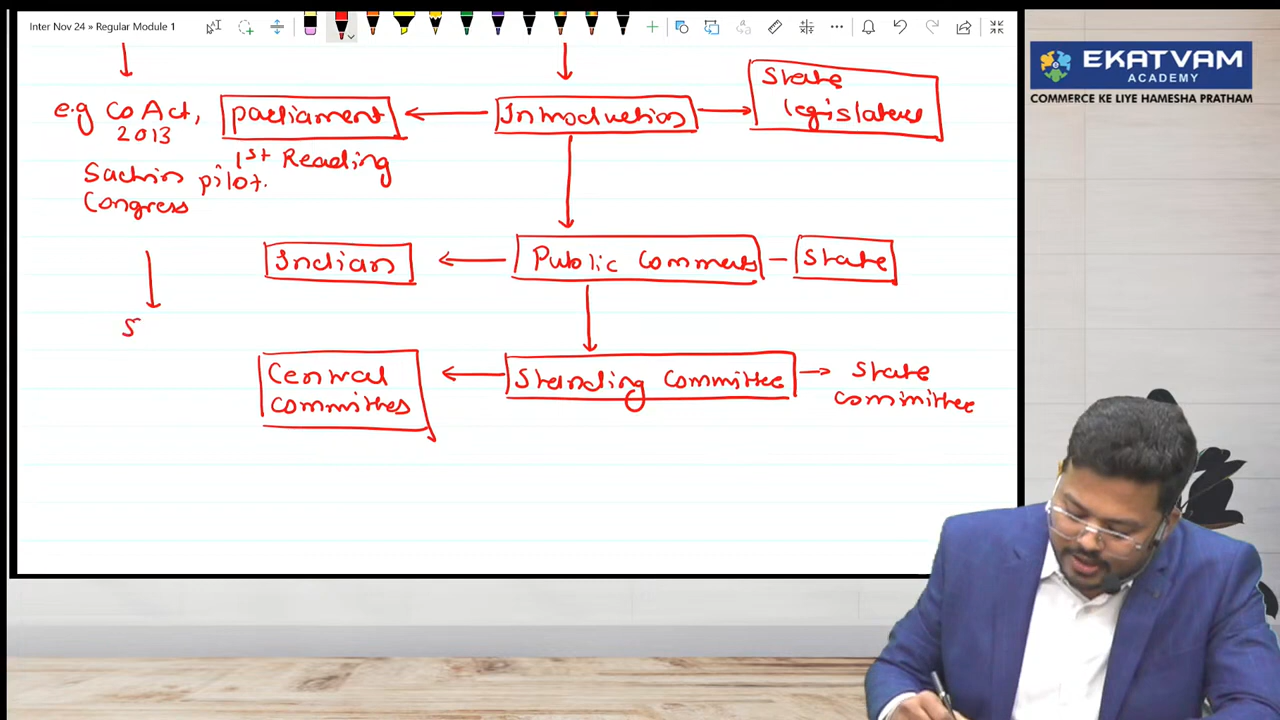 Inter Nov 24 » Regular Module 1
EKATVAM
ACADEMY
COMMERCE KE LIYE HAMESHA PRATHAM
e.g Co Act,
2013
Parliament
Introduction
State
legislature
1st Reading
Sachin pilot.
Congress
Indian
Public Comments
State
S
Central
committees
Standing Committee
State
committee